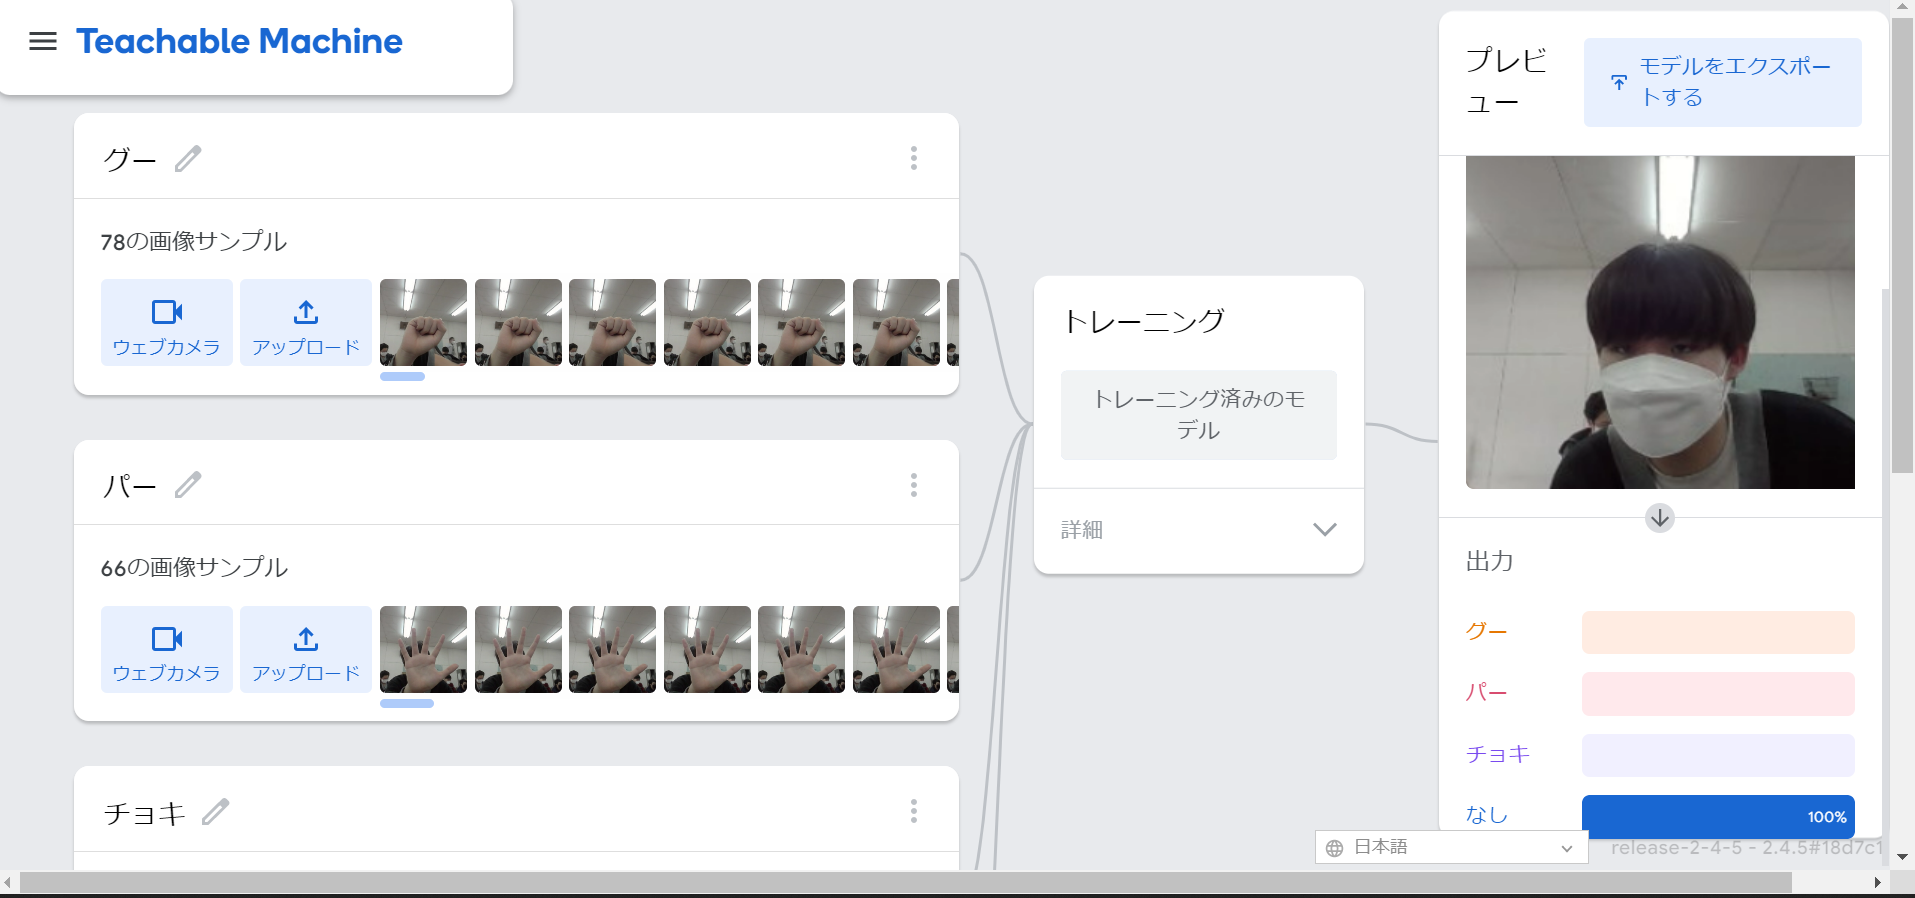 Teachable Machine
グー
78の画像サンプル
ウェブカメラ
アップロード
パー
66の画像サンプル
ウェブカメラ
アップロード
チョキ
トレーニング
トレーニング済みのモ
デル
詳細
プレビ
ュー
モデルをエクスポー
トする
出力
グー
パー
チョキ
なし
100%
日本語
release-2-4-5 - 2.4.5#18d7c1